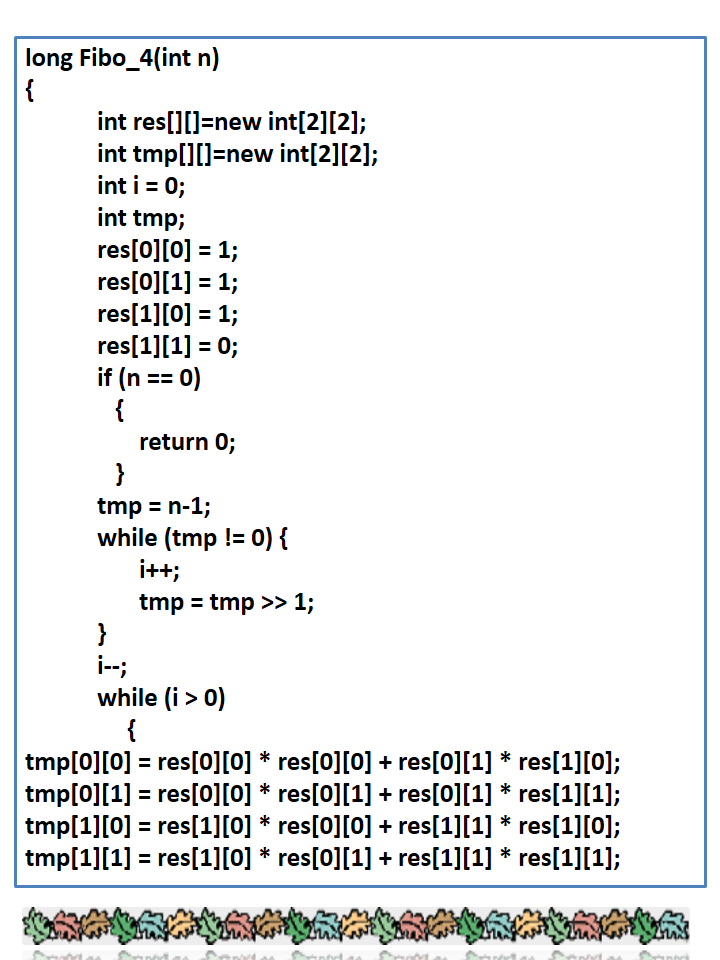 long Fibo_4(int n)
{
int res[][]=new int[2][2];
int tmp[][]=new int[2][2];
int i = 0;
int tmp;
res[0][0] = 1;
res[0][1] = 1;
res[1][0] = 1;
res[1][1] = 0;
if (n == 0)
{
return 0;
}
tmp = n-1;
while (tmp != 0) {
i++;
tmp = tmp >> 1;
}
i--;
while (i > 0)
{
tmp[0][0] = res[0][0] * res[0][0] + res[0][1] * res[1][0];
tmp[0][1] = res[0][0] * res[0][1] + res[0][1] * res[1][1];
tmp[1][0] = res[1][0] * res[0][0] + res[1][1] * res[1][0];
tmp[1][1] = res[1][0] * res[0][1] + res[1][1] * res[1][1];